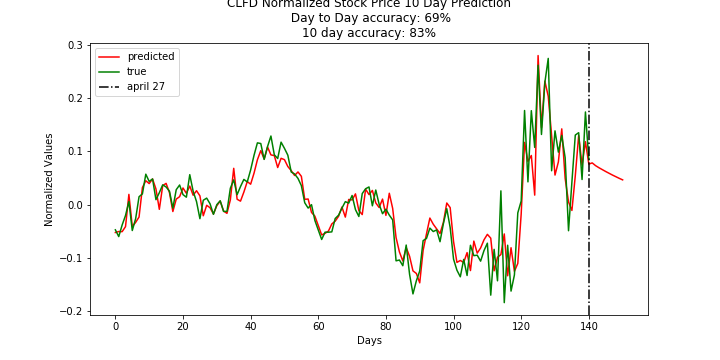 CLFD Normalized Stock Price 10 Day Prediction
Day to Day accuracy: 69%
10 day accuracy: 83%
0.3
0.2
0.1
0.0
−0.1
−0.2
Normalized Values
predicted
true
april 27
0 20 40 60 80 100 120 140
Days